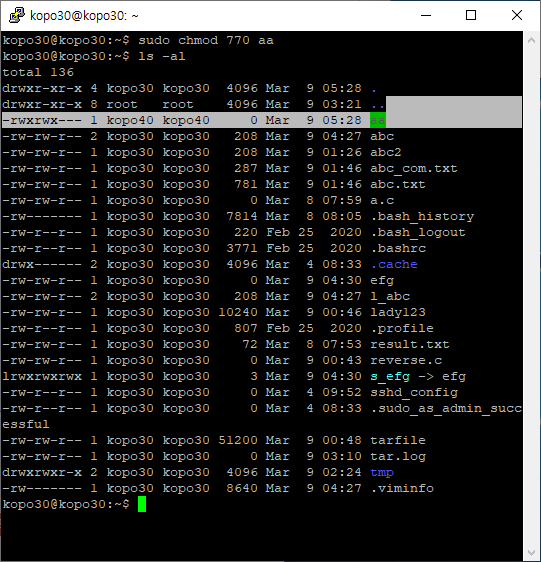 kopo30@kopo30: ~
kopo30@kopo30:~$ sudo chmod 770 aa
kopo30@kopo30:~$ ls -al
total 136
drwxr-xr-x 4 kopo30 kopo30  4096 Mar  9 05:28 .
drwxr-xr-x 8 root   root    4096 Mar  9 03:21 ..
-rwxrwx--- 1 kopo40 kopo40     0 Mar  9 05:28 aa
-rw-rw-r-- 2 kopo30 kopo30   208 Mar  9 04:27 abc
-rw-rw-r-- 1 kopo30 kopo30   208 Mar  9 01:26 abc2
-rw-rw-r-- 1 kopo30 kopo30   287 Mar  9 01:46 abc_com.txt
-rw-rw-r-- 1 kopo30 kopo30   781 Mar  9 01:46 abc.txt
-rw-rw-r-- 1 kopo30 kopo30     0 Mar  8 07:59 a.c
-rw------- 1 kopo30 kopo30  7814 Mar  8 08:05 .bash_history
-rw-r--r-- 1 kopo30 kopo30   220 Feb 25  2020 .bash_logout
-rw-r--r-- 1 kopo30 kopo30  3771 Feb 25  2020 .bashrc
drwx------ 2 kopo30 kopo30  4096 Mar  4 08:33 .cache
-rw-rw-r-- 1 kopo30 kopo30     0 Mar  9 04:30 efg
-rw-rw-r-- 2 kopo30 kopo30   208 Mar  9 04:27 l_abc
-rw-rw-r-- 1 kopo30 kopo30 10240 Mar  9 00:46 lady123
-rw-r--r-- 1 kopo30 kopo30   807 Feb 25  2020 .profile
-rw-rw-r-- 1 kopo30 kopo30    72 Mar  8 07:53 result.txt
-rw-rw-r-- 1 kopo30 kopo30     0 Mar  9 00:43 reverse.c
lrwxrwxrwx 1 kopo30 kopo30     3 Mar  9 04:30 s_efg -> efg
-rw-r--r-- 1 kopo30 kopo30     0 Mar  4 09:52 sshd_config
-rw-r--r-- 1 kopo30 kopo30     0 Mar  4 08:33 .sudo_as_admin_succ
essful
-rw-rw-r-- 1 kopo30 kopo30 51200 Mar  9 00:48 tarfile
-rw-rw-r-- 1 kopo30 kopo30     0 Mar  9 03:10 tar.log
drwxrwxr-x 2 kopo30 kopo30  4096 Mar  9 02:24 tmp
-rw------- 1 kopo30 kopo30  8640 Mar  9 04:27 .viminfo
kopo30@kopo30:~$